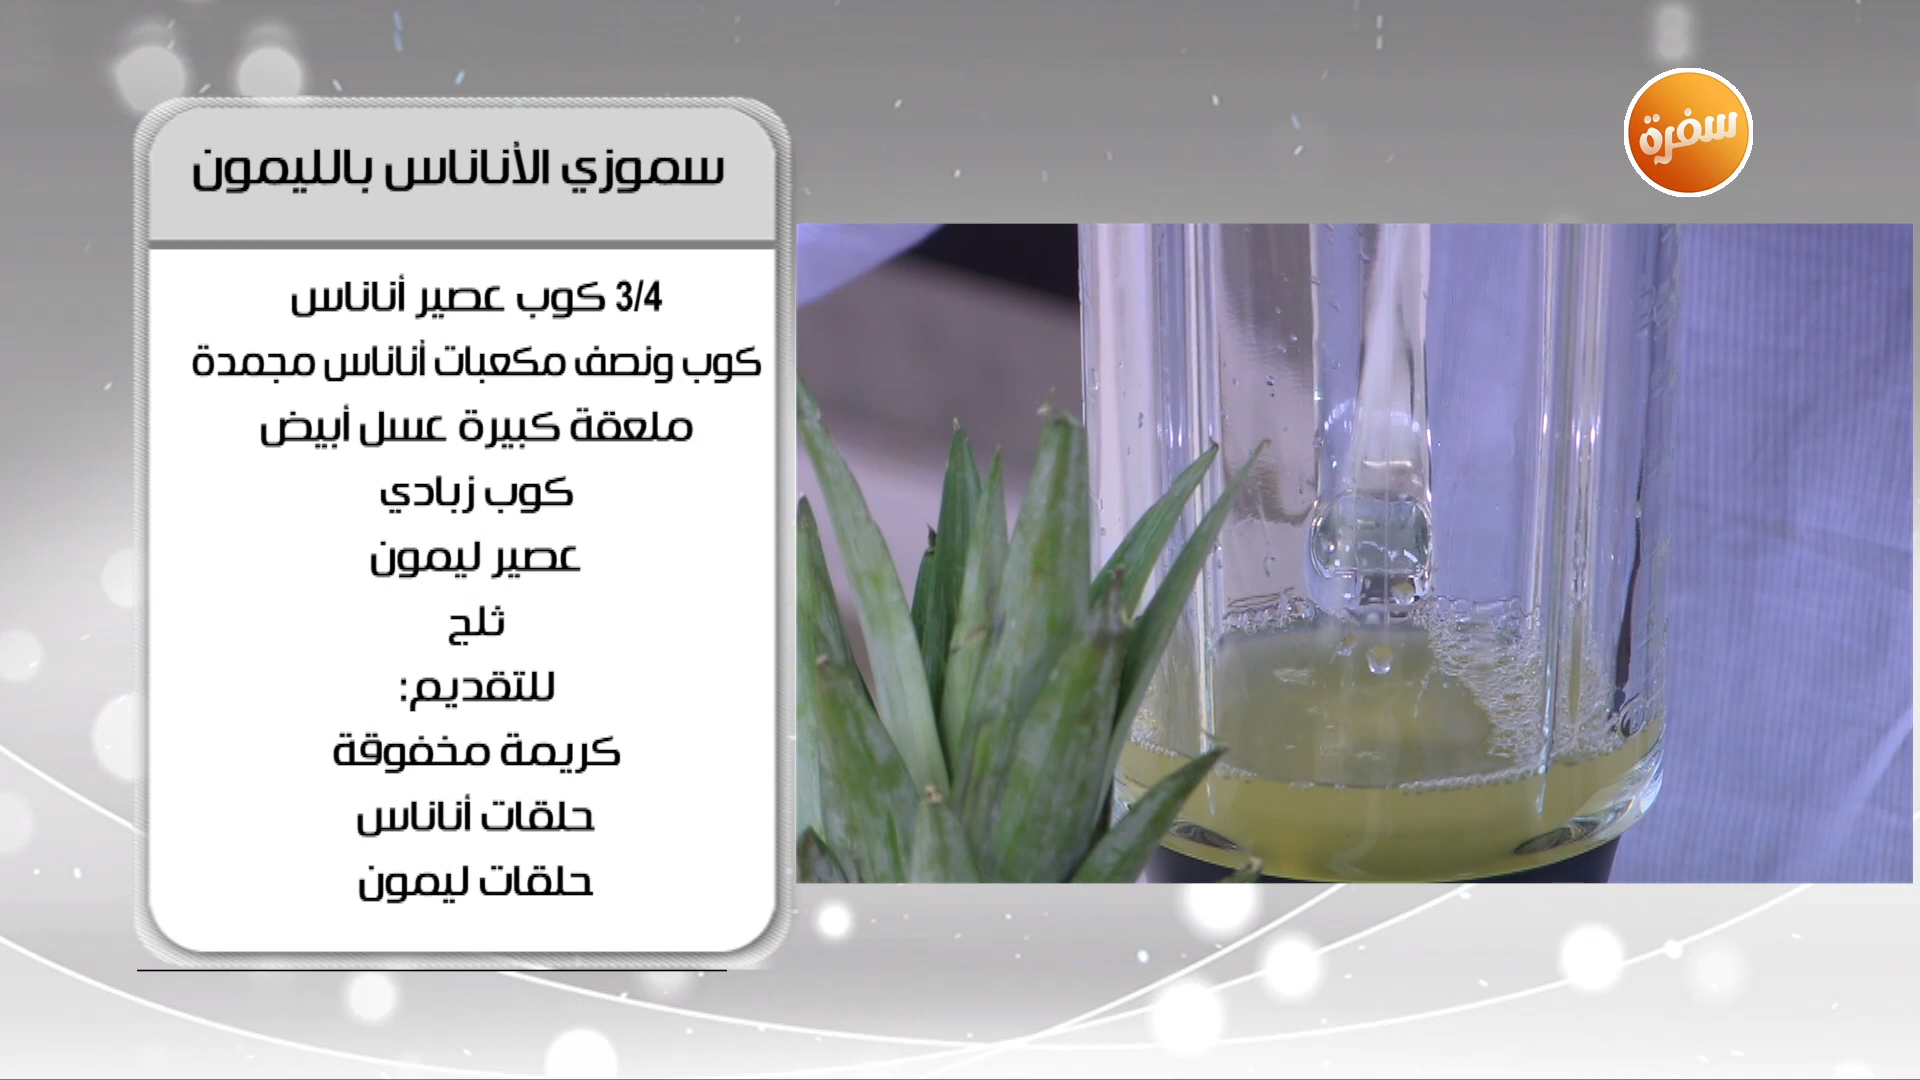 سموزي الأناناس بالليمون
3/4 كوب عصير أناناس
كوب ونصف مكعبات أناناس مجمدة
ملعقة كبيرة عسل أبيض
كوب زبادي
عصير ليمون
ثلج
للتقديم:
كريمة مخفوقة
حلقات أناناس
حلقات ليمون
سفرة